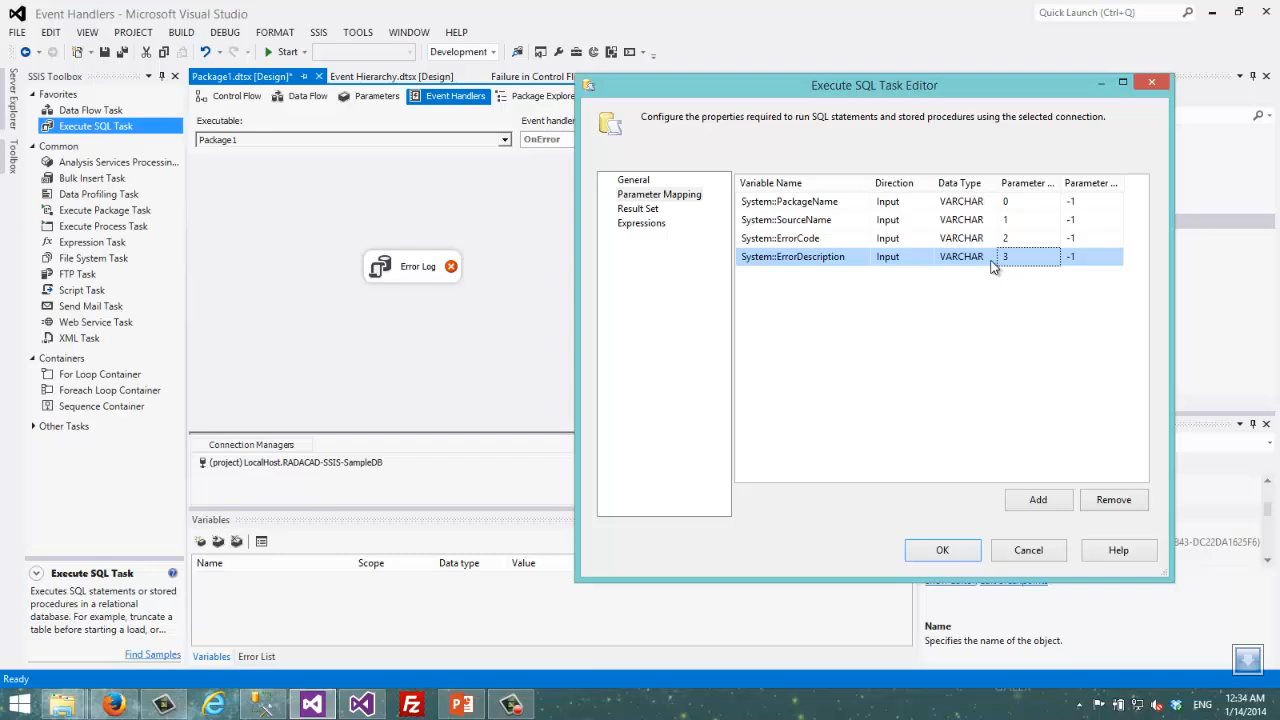 Event Handlers - Microsoft Visual Studio
Quick Launch (Ctrl+Q)
FILE EDIT VIEW PROJECT BUILD DEBUG FORMAT SSIS TOOLS WINDOW HELP
Start Development
Server Explorer
Toolbox
SSIS Toolbox
Favorites
Data Flow Task
Execute SQL Task
Common
Analysis Services Processin...
Bulk Insert Task
Data Profiling Task
Execute Package Task
Execute Process Task
Expression Task
File System Task
FTP Task
Script Task
Send Mail Task
Web Service Task
XML Task
Containers
For Loop Container
Foreach Loop Container
Sequence Container
Other Tasks
Execute SQL Task
Executes SQL statements or stored
procedures in a relational
database. For example, truncate a
table before starting a load, or...
Find Samples
Package1.dtsx [Design]* Event Hierarchy.dtsx [Design] Failure in Control Fl
Control Flow Data Flow Parameters Event Handlers Package Explore
Executable: Event handler
Package1 OnError
Error Log
Connection Managers
(project) LocalHost.RADACAD-SSIS-SampleDB
Variables
Name Scope Data type Value
Variables Error List
Execute SQL Task Editor
Configure the properties required to run SQL statements and stored procedures using the selected connection.
General
Parameter Mapping
Result Set
Expressions
Variable Name Direction Data Type Parameter ... Parameter ...
System::PackageName Input VARCHAR 0 -1
System::SourceName Input VARCHAR 1 -1
System::ErrorCode Input VARCHAR 2 -1
System::ErrorDescription Input VARCHAR 3 -1
Add Remove
OK Cancel Help
843-DC22DA1625F6)
Name
Specifies the name of the object.
Ready
ENG
12:34 AM
1/14/2014